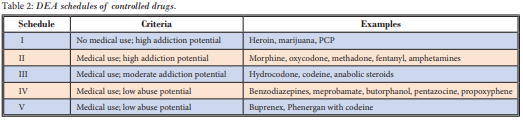 Table 2: DEA schedules of controlled drugs.
Schedule Criteria Examples
I No medical use; high addiction potential Heroin, marijuana, PCP
II Medical use; high addiction potential Morphine, oxycodone, methadone, fentanyl, amphetamines
III Medical use; moderate addiction potential Hydrocodone, codeine, anabolic steroids
IV Medical use; low abuse potential Benzodiazepines, meprobamate, butorphanol, pentazocine, propoxyphene
V Medical use; low abuse potential Buprenex, Phenergan with codeine